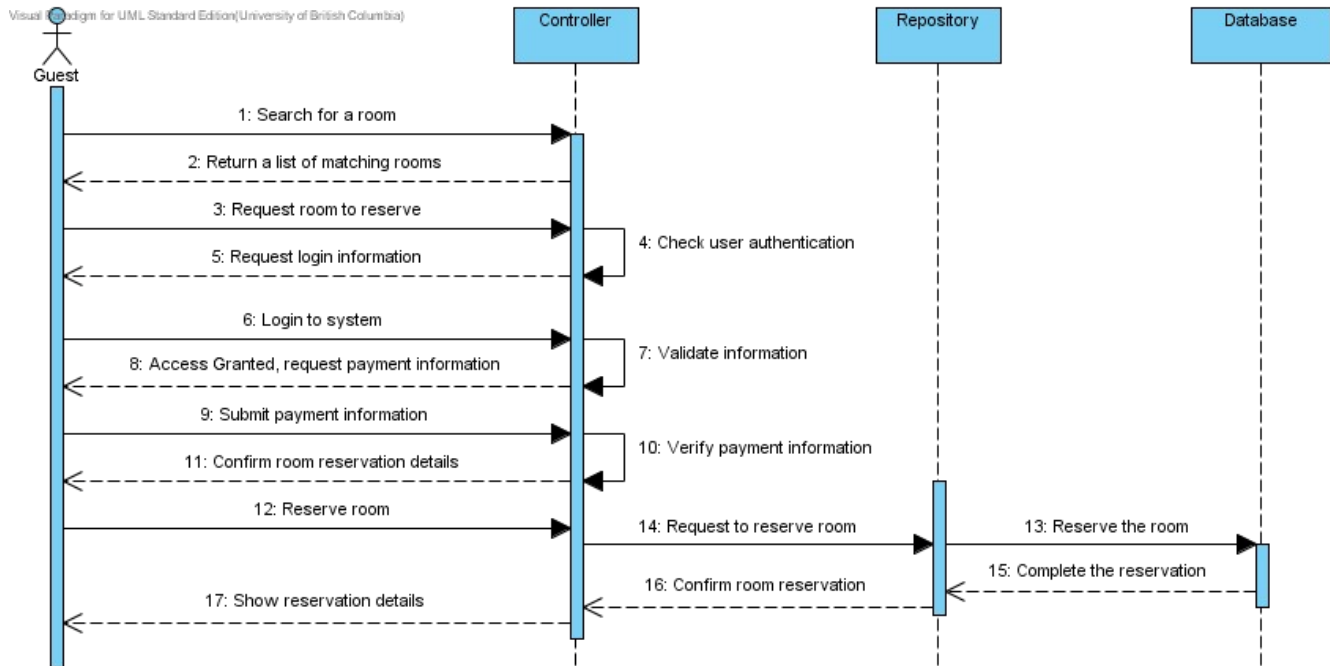 Visual Paradigm for UML Standard Edition(University of British Columbia)
Guest
Controller
Repository
Database
1: Search for a room
2: Return a list of matching rooms
3: Request room to reserve
4: Check user authentication
5: Request login information
6: Login to system
7: Validate information
8: Access Granted, request payment information
9: Submit payment information
10: Verify payment information
11: Confirm room reservation details
12: Reserve room
14: Request to reserve room
13: Reserve the room
15: Complete the reservation
16: Confirm room reservation
17: Show reservation details